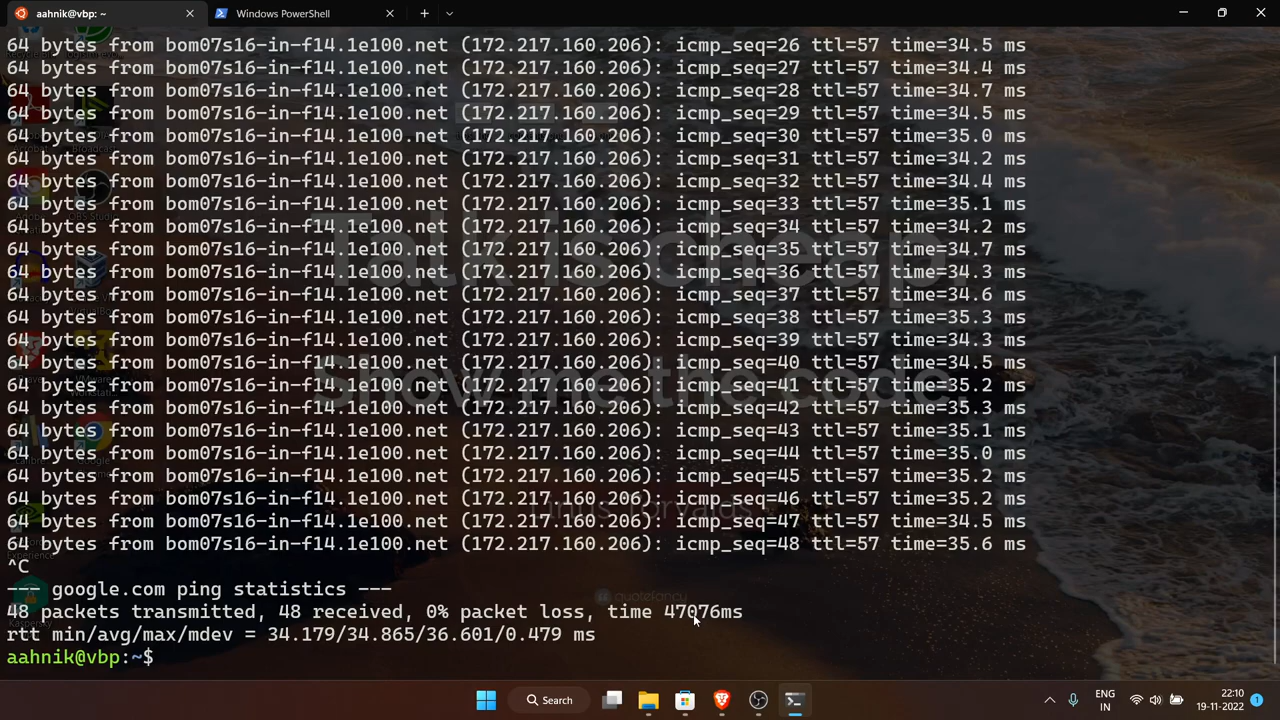 aahnik@vbp: ~
Windows PowerShell
64 bytes from bom07s16-in-f14.1e100.net (172.217.160.206): icmp_seq=26 ttl=57 time=34.5 ms
64 bytes from bom07s16-in-f14.1e100.net (172.217.160.206): icmp_seq=27 ttl=57 time=34.4 ms
64 bytes from bom07s16-in-f14.1e100.net (172.217.160.206): icmp_seq=28 ttl=57 time=34.7 ms
64 bytes from bom07s16-in-f14.1e100.net (172.217.160.206): icmp_seq=29 ttl=57 time=34.5 ms
64 bytes from bom07s16-in-f14.1e100.net (172.217.160.206): icmp_seq=30 ttl=57 time=35.0 ms
64 bytes from bom07s16-in-f14.1e100.net (172.217.160.206): icmp_seq=31 ttl=57 time=34.2 ms
64 bytes from bom07s16-in-f14.1e100.net (172.217.160.206): icmp_seq=32 ttl=57 time=34.4 ms
64 bytes from bom07s16-in-f14.1e100.net (172.217.160.206): icmp_seq=33 ttl=57 time=35.1 ms
64 bytes from bom07s16-in-f14.1e100.net (172.217.160.206): icmp_seq=34 ttl=57 time=34.2 ms
64 bytes from bom07s16-in-f14.1e100.net (172.217.160.206): icmp_seq=35 ttl=57 time=34.7 ms
64 bytes from bom07s16-in-f14.1e100.net (172.217.160.206): icmp_seq=36 ttl=57 time=34.3 ms
64 bytes from bom07s16-in-f14.1e100.net (172.217.160.206): icmp_seq=37 ttl=57 time=34.6 ms
64 bytes from bom07s16-in-f14.1e100.net (172.217.160.206): icmp_seq=38 ttl=57 time=35.3 ms
64 bytes from bom07s16-in-f14.1e100.net (172.217.160.206): icmp_seq=39 ttl=57 time=34.3 ms
64 bytes from bom07s16-in-f14.1e100.net (172.217.160.206): icmp_seq=40 ttl=57 time=34.5 ms
64 bytes from bom07s16-in-f14.1e100.net (172.217.160.206): icmp_seq=41 ttl=57 time=35.2 ms
64 bytes from bom07s16-in-f14.1e100.net (172.217.160.206): icmp_seq=42 ttl=57 time=35.3 ms
64 bytes from bom07s16-in-f14.1e100.net (172.217.160.206): icmp_seq=43 ttl=57 time=35.1 ms
64 bytes from bom07s16-in-f14.1e100.net (172.217.160.206): icmp_seq=44 ttl=57 time=35.0 ms
64 bytes from bom07s16-in-f14.1e100.net (172.217.160.206): icmp_seq=45 ttl=57 time=35.2 ms
64 bytes from bom07s16-in-f14.1e100.net (172.217.160.206): icmp_seq=46 ttl=57 time=35.2 ms
64 bytes from bom07s16-in-f14.1e100.net (172.217.160.206): icmp_seq=47 ttl=57 time=34.5 ms
64 bytes from bom07s16-in-f14.1e100.net (172.217.160.206): icmp_seq=48 ttl=57 time=35.6 ms
^C
--- google.com ping statistics ---
48 packets transmitted, 48 received, 0% packet loss, time 47076ms
rtt min/avg/max/mdev = 34.179/34.865/36.601/0.479 ms
aahnik@vbp:~$
Talk is cheap.
Show me the code.
Linus Torvalds
quotefancy
Kaspersky
Search
ENG
IN
22:10
19-11-2022
1